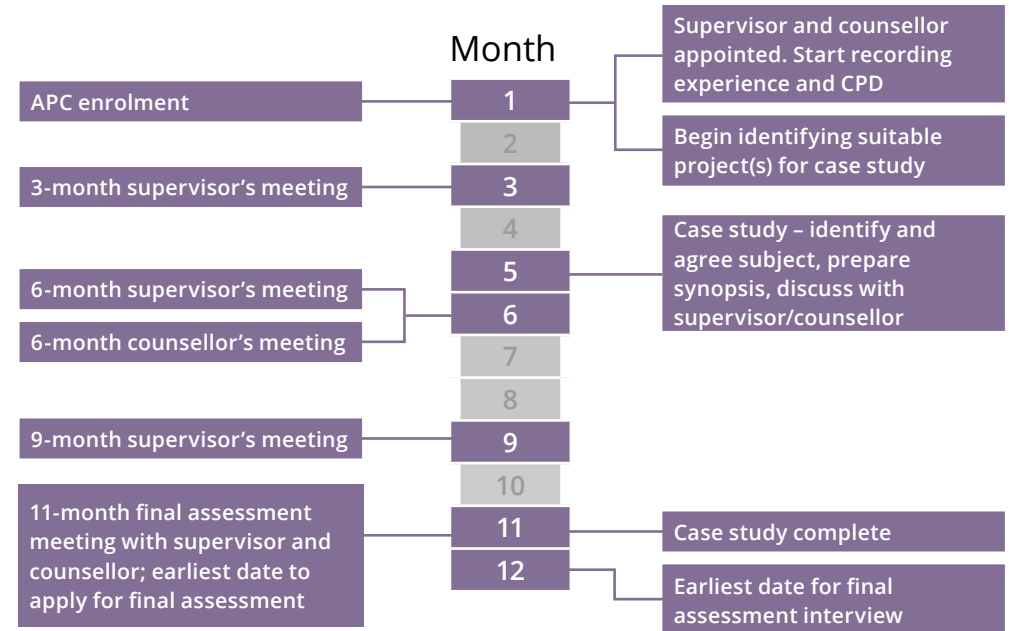 Month
APC enrolment
1
Supervisor and counsellor
appointed. Start recording
experience and CPD
Begin identifying suitable
project(s) for case study
2
3-month supervisor's meeting
3
4
5
Case study – identify and
agree subject, prepare
synopsis, discuss with
supervisor/counsellor
6-month supervisor's meeting
6-month counsellor's meeting
6
7
8
9-month supervisor's meeting
9
10
11-month final assessment
meeting with supervisor and
counsellor; earliest date to
apply for final assessment
11
Case study complete
12
Earliest date for final
assessment interview